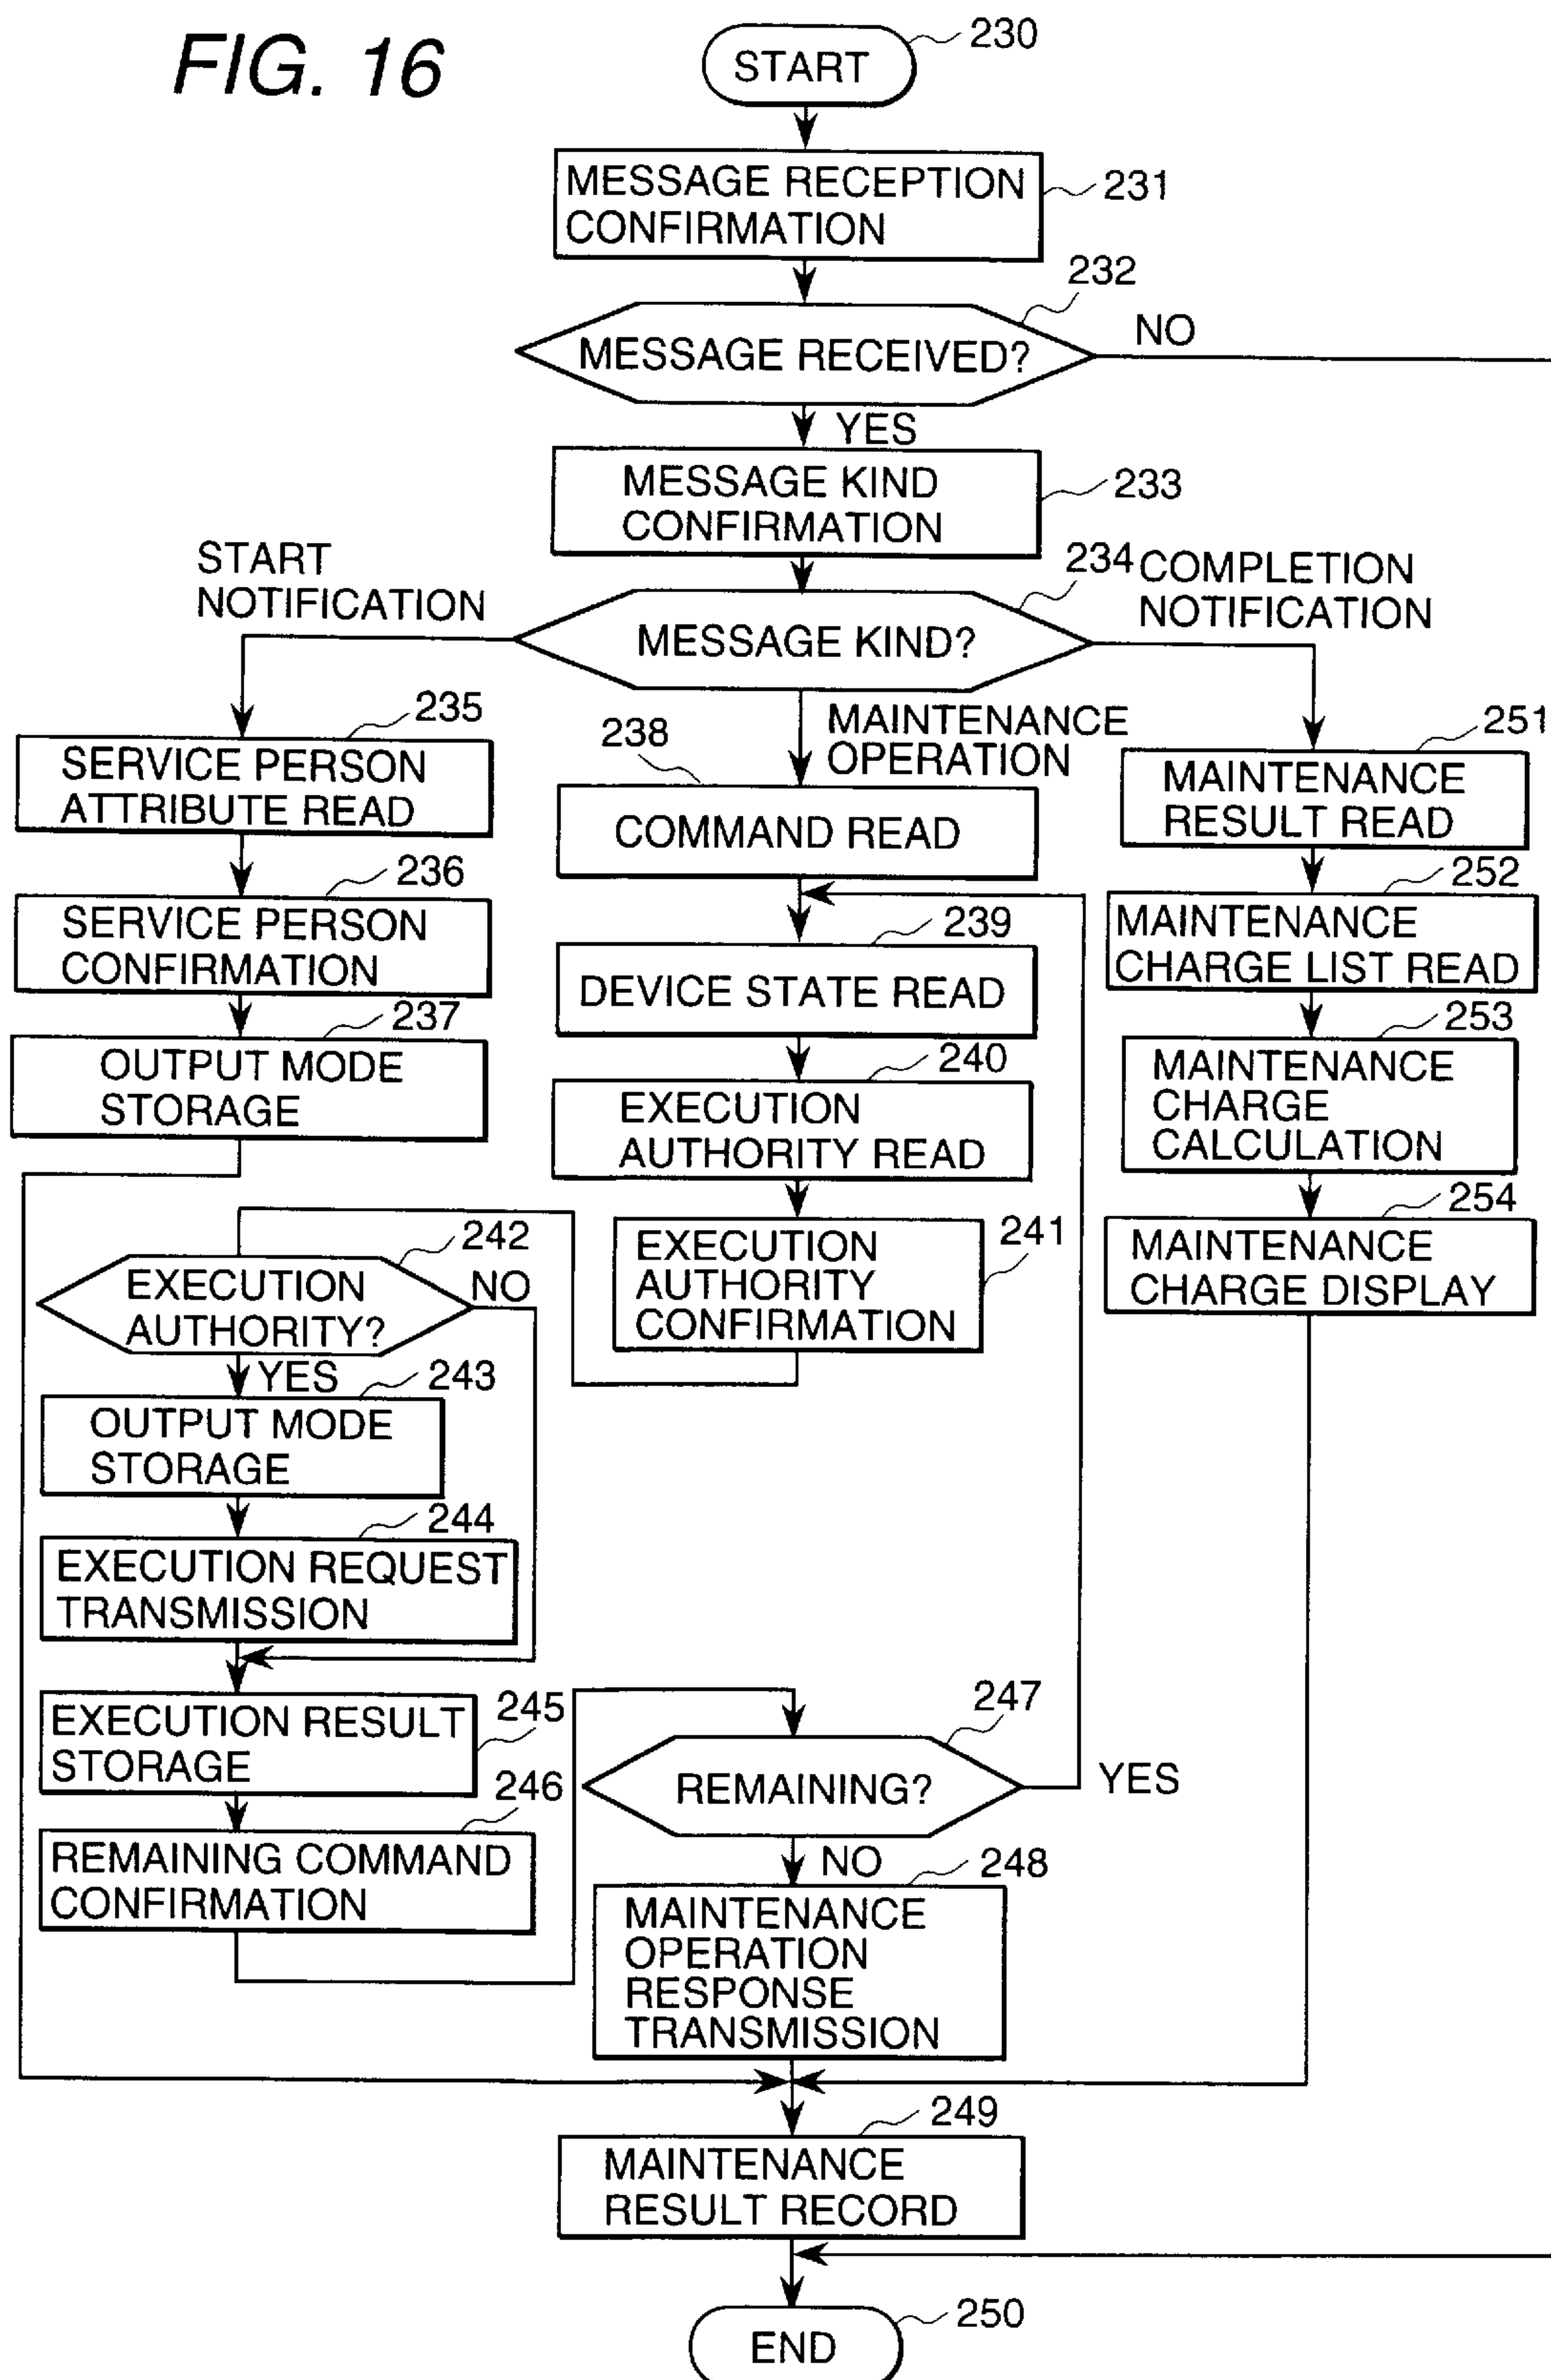 FIG. 16
START
230
MESSAGE RECEPTION
CONFIRMATION
231
232
MESSAGE RECEIVED?
NO
YES
MESSAGE KIND
CONFIRMATION
233
START
NOTIFICATION
234
COMPLETION
NOTIFICATION
MESSAGE KIND?
235
SERVICE PERSON
ATTRIBUTE READ
236
SERVICE PERSON
CONFIRMATION
237
OUTPUT MODE
STORAGE
MAINTENANCE
OPERATION
238
COMMAND READ
239
DEVICE STATE READ
240
EXECUTION
AUTHORITY READ
241
EXECUTION
AUTHORITY
CONFIRMATION
251
MAINTENANCE
RESULT READ
252
MAINTENANCE
CHARGE LIST READ
253
MAINTENANCE
CHARGE
CALCULATION
254
MAINTENANCE
CHARGE DISPLAY
242
EXECUTION
AUTHORITY?
NO
YES
243
OUTPUT MODE
STORAGE
244
EXECUTION REQUEST
TRANSMISSION
245
EXECUTION RESULT
STORAGE
246
REMAINING COMMAND
CONFIRMATION
247
REMAINING?
YES
NO
248
MAINTENANCE
OPERATION
RESPONSE
TRANSMISSION
249
MAINTENANCE
RESULT RECORD
250
END